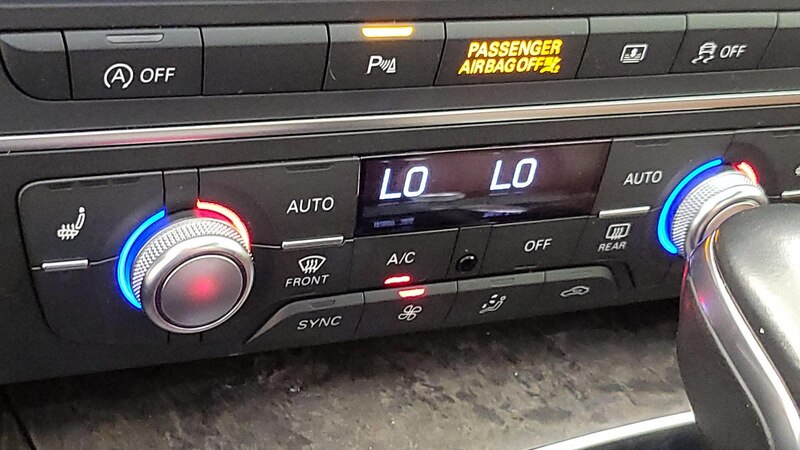 OFF
P
PASSENGER
AIRBAG OFF
OFF
LO LO
AUTO
AUTO
A/C
OFF
FRONT
REAR
SYNC